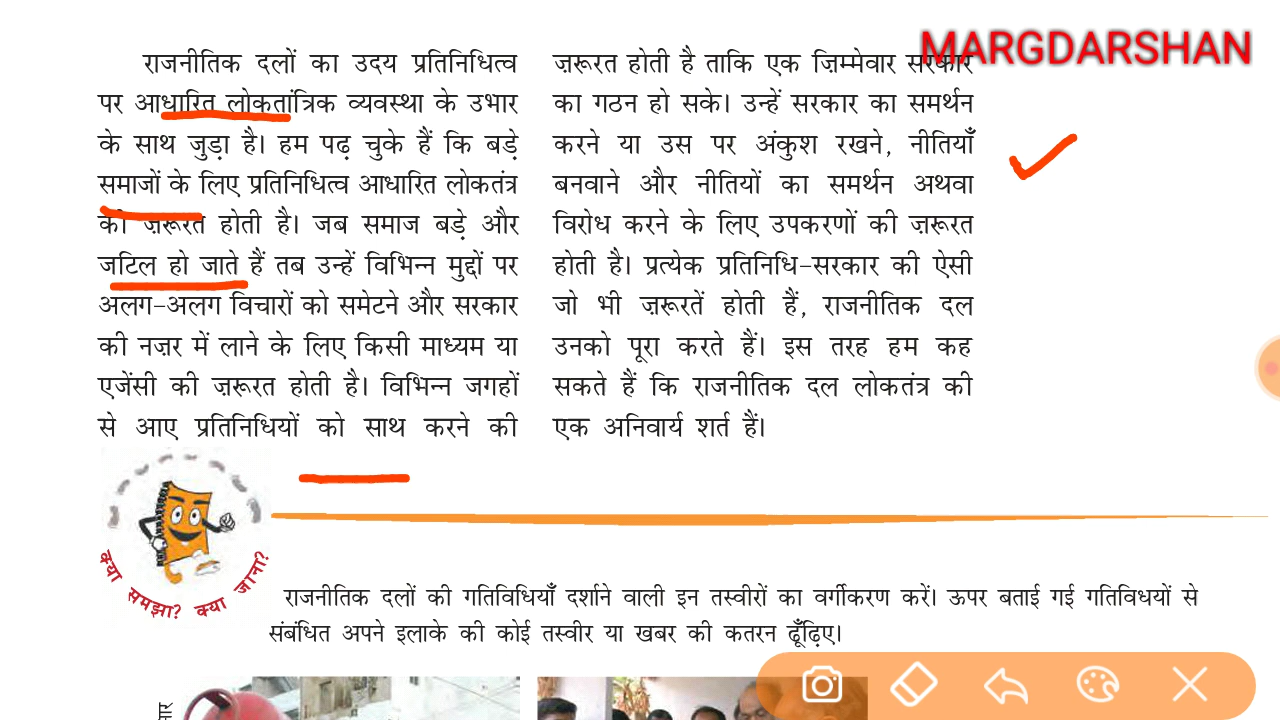 MARGDARSHAN
राजनीतिक दलों का उदय प्रतिनिधित्व
पर आधारित लोकतांत्रिक व्यवस्था के उभार
के साथ जुड़ा है। हम पढ़ चुके हैं कि बड़े
समाजों के लिए प्रतिनिधित्व आधारित लोकतंत्र
की ज़रूरत होती है। जब समाज बड़े और
जटिल हो जाते हैं तब उन्हें विभिन्न मुद्दों पर
अलग-अलग विचारों को समेटने और सरकार
की नज़र में लाने के लिए किसी माध्यम या
एजेंसी की ज़रूरत होती है। विभिन्न जगहों
से आए प्रतिनिधियों को साथ करने की
ज़रूरत होती है ताकि एक ज़िम्मेवार सरकार
का गठन हो सके। उन्हें सरकार का समर्थन
करने या उस पर अंकुश रखने, नीतियाँ
बनवाने और नीतियों का समर्थन अथवा
विरोध करने के लिए उपकरणों की ज़रूरत
होती है। प्रत्येक प्रतिनिधि-सरकार की ऐसी
जो भी ज़रूरतें होती हैं, राजनीतिक दल
उनको पूरा करते हैं। इस तरह हम कह
सकते हैं कि राजनीतिक दल लोकतंत्र की
एक अनिवार्य शर्त हैं।
क्या समझा? क्या जाना?
राजनीतिक दलों की गतिविधियाँ दर्शाने वाली इन तस्वीरों का वर्गीकरण करें। ऊपर बताई गई गतिविधयों से
संबंधित अपने इलाके की कोई तस्वीर या खबर की कतरन ढूँढ़िए।